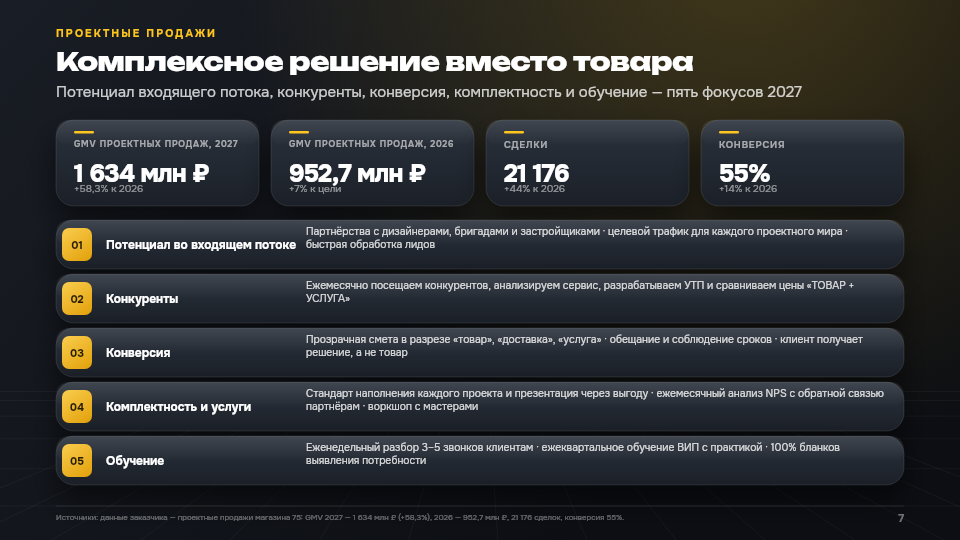 ПРОЕКТНЫЕ ПРОДАЖИ
Комплексное решение вместо товара
Потенциал входящего потока, конкуренты, конверсия, комплектность и обучение — пять фокусов 2027
GMV ПРОЕКТНЫХ ПРОДАЖ, 2027
1 634 млн ₽
+58,3% к 2026
GMV ПРОЕКТНЫХ ПРОДАЖ, 2026
952,7 млн ₽
+7% к цели
СДЕЛКИ
21 176
+44% к 2026
КОНВЕРСИЯ
55%
+14% к 2026
01
Потенциал во входящем потоке
Партнёрства с дизайнерами, бригадами и застройщиками · целевой трафик для каждого проектного мира ·
быстрая обработка лидов
02
Конкуренты
Ежемесячно посещаем конкурентов, анализируем сервис, разрабатываем УТП и сравниваем цены «ТОВАР +
УСЛУГА»
03
Конверсия
Прозрачная смета в разрезе «товар», «доставка», «услуга» · обещание и соблюдение сроков · клиент получает
решение, а не товар
04
Комплектность и услуги
Стандарт наполнения каждого проекта и презентация через выгоду · ежемесячный анализ NPS с обратной связью
партнёрам · воркшоп с мастерами
05
Обучение
Еженедельный разбор 3–5 звонков клиентам · ежеквартальное обучение ВИП с практикой · 100% бланков
выявления потребности
Источники: данные заказчика — проектные продажи магазина 75: GMV 2027 — 1 634 млн ₽ (+58,3%), 2026 — 952,7 млн ₽, 21 176 сделок, конверсия 55%.
7